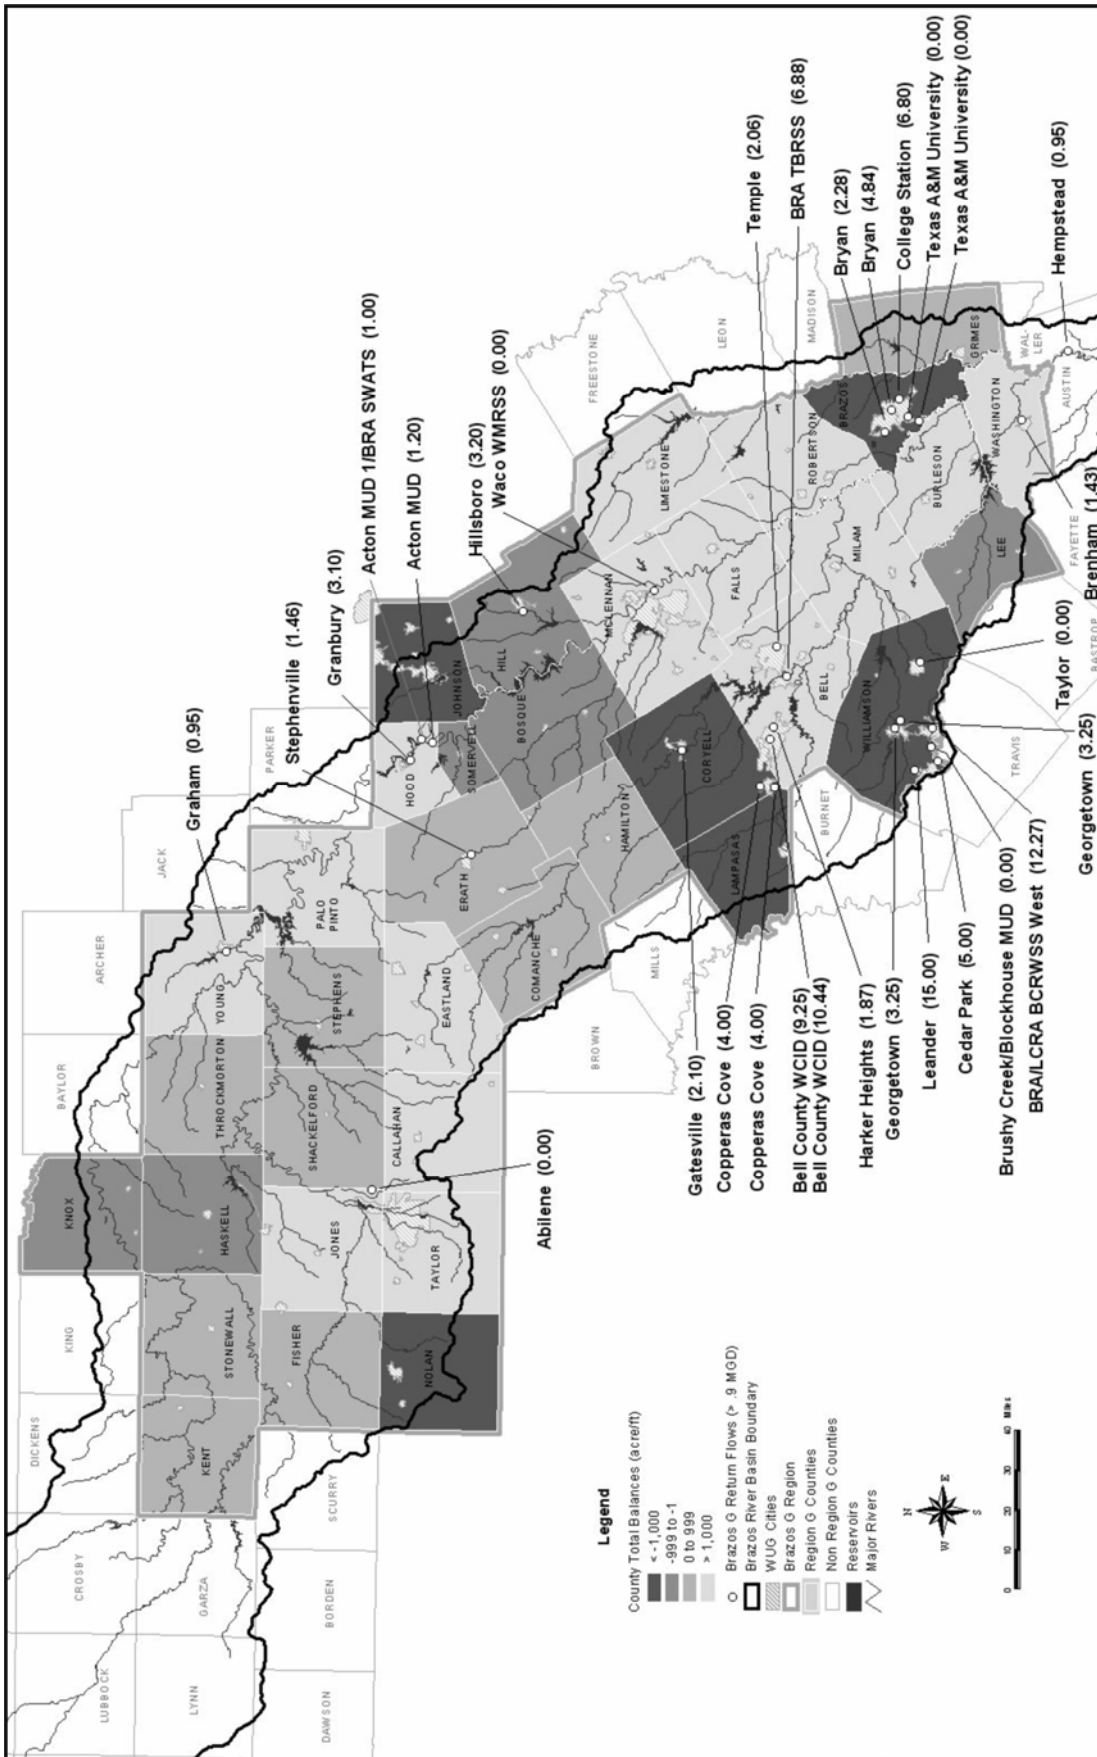 DICKENS
KING
BAYLOR
ARCHER
JACK
PARKER
CROSBY
GARZA
LUBBOCK
LYNN
BORDEN
DAWSON
SCURRY
KENT
STONEWALL
HASKELL
KNOX
THROCKMORTON
YOUNG
FISHER
JONES
SHACKELFORD
STEPHENS
PALO
PINTO
NOLAN
TAYLOR
CALLAHAN
EASTLAND
ERATH
HOOD
SOMERVELL
JOHNSON
COMANCHE
HAMILTON
BOSQUE
HILL
BROWN
MILLS
LAMPASAS
CORYELL
MCLENNAN
LIMESTONE
FREESTONE
LEON
MADISON
BURNET
BELL
FALLS
ROBERTSON
MILAM
WILLIAMSON
TRAVIS
BASTROP
LEE
BURLESON
BRAZOS
GRIMES
WASHINGTON
FAYETTE
AUSTIN
WAL-
LER
Graham (0.95)
Stephenville (1.46)
Granbury (3.10)
Acton MUD 1/BRA SWATS (1.00)
Acton MUD (1.20)
Hillsboro (3.20)
Waco WMRSS (0.00)
Temple (2.06)
BRA TBRSS (6.88)
Bryan (2.28)
Bryan (4.84)
College Station (6.80)
Texas A&M University (0.00)
Texas A&M University (0.00)
Hempstead (0.95)
Abilene (0.00)
Gatesville (2.10)
Copperas Cove (4.00)
Copperas Cove (4.00)
Bell County WCID (9.25)
Bell County WCID (10.44)
Harker Heights (1.87)
Georgetown (3.25)
Leander (15.00)
Cedar Park (5.00)
Brushy Creek/Blockhouse MUD (0.00)
BRA/LCRA BCRWSS West (12.27)
Georgetown (3.25)
Taylor (0.00)
Brenham (1.43)
Legend
County Total Balances (acre/ft)
< -1,000
-999 to -1
0 to 999
> 1,000
Brazos G Return Flows (> .9 MGD)
Brazos River Basin Boundary
WUG Cities
Brazos G Region
Region G Counties
Non Region G Counties
Reservoirs
Major Rivers
N
W E
S
0 10 20 30 40 Miles